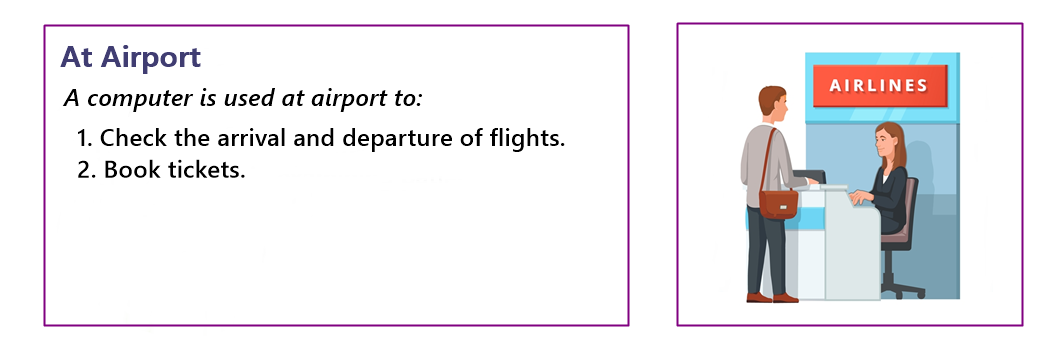 At Airport
A computer is used at airport to:
1. Check the arrival and departure of flights.
2. Book tickets.
AIRLINES